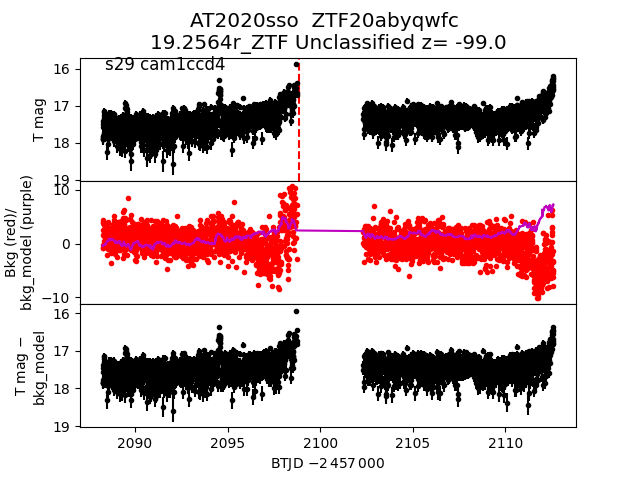 AT2020sso  ZTF20abyqwfc
19.2564r_ZTF Unclassified z= -99.0
s29 cam1ccd4
T mag
16
17
18
19
Bkg (red)/
bkg_model (purple)
10
0
−10
T mag −
bkg_model
16
17
18
19
2090
2095
2100
2105
2110
BTJD −2 457 000